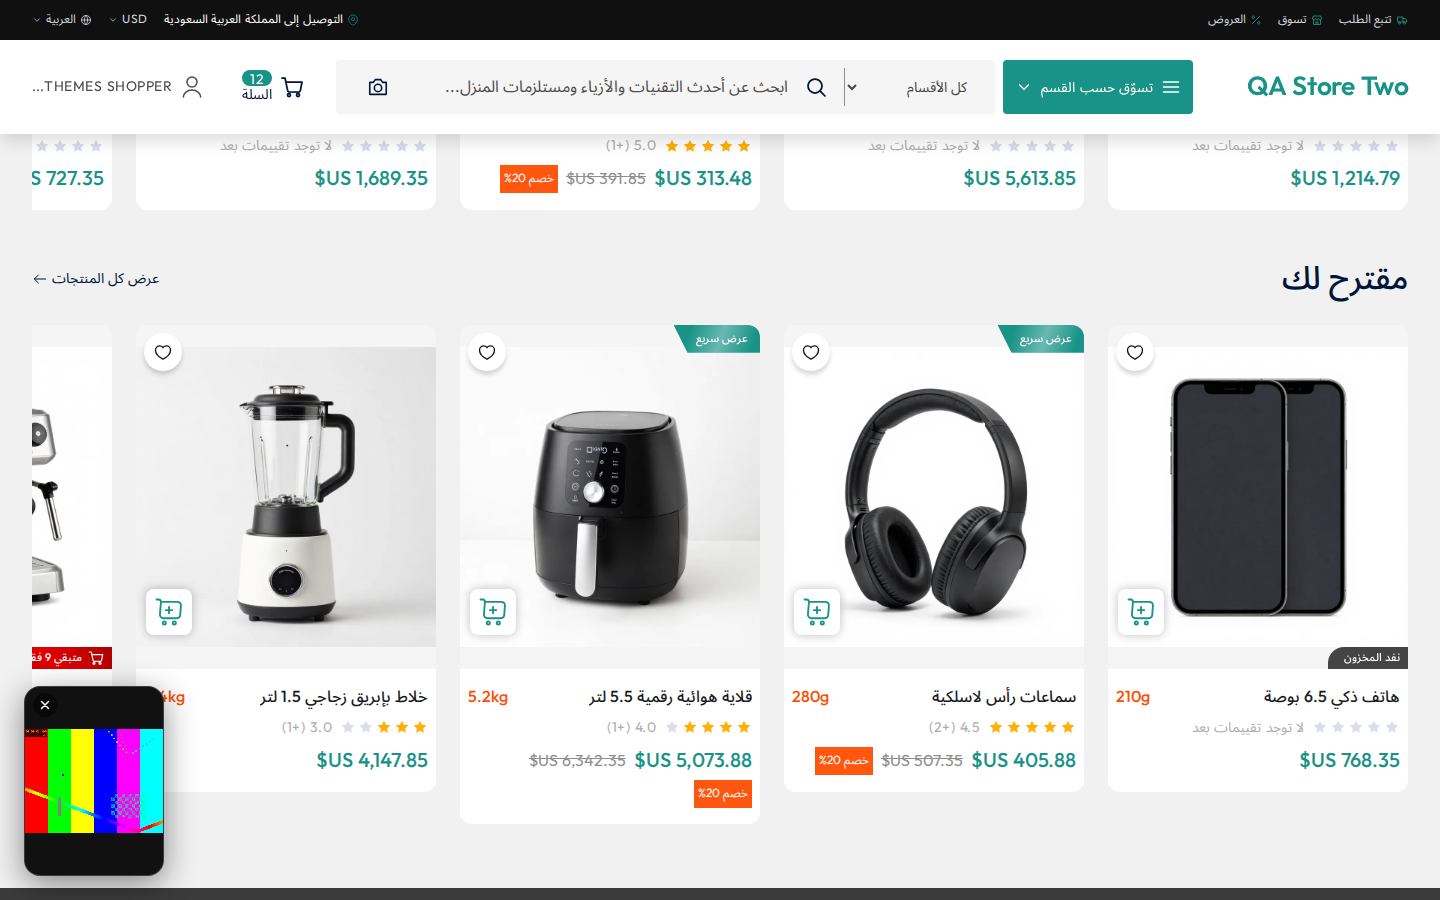 تتبع الطلب
تسوق
العروض
التوصيل إلى المملكة العربية السعودية
USD
العربية
QA Store Two
تسوّق حسب القسم
كل الأقسام
ابحث عن أحدث التقنيات والأزياء ومستلزمات المنزل...
12
السلة
THEMES SHOPPER...
لا توجد تقييمات بعد
$US 1,214.79
لا توجد تقييمات بعد
$US 5,613.85
5.0 (+1)
$US 313.48 $US 391.85 خصم 20%
لا توجد تقييمات بعد
$US 1,689.35
S 727.35
مقترح لك
عرض كل المنتجات
نفد المخزون
هاتف ذكي 6.5 بوصة
210g
لا توجد تقييمات بعد
$US 768.35
عرض سريع
سماعات رأس لاسلكية
280g
4.5 (+2)
$US 405.88 $US 507.35 خصم 20%
عرض سريع
قلاية هوائية رقمية 5.5 لتر
5.2kg
4.0 (+1)
$US 5,073.88 $US 6,342.35
خصم 20%
خلاط بإبريق زجاجي 1.5 لتر
4kg
3.0 (+1)
$US 4,147.85
متبقي 9 فق